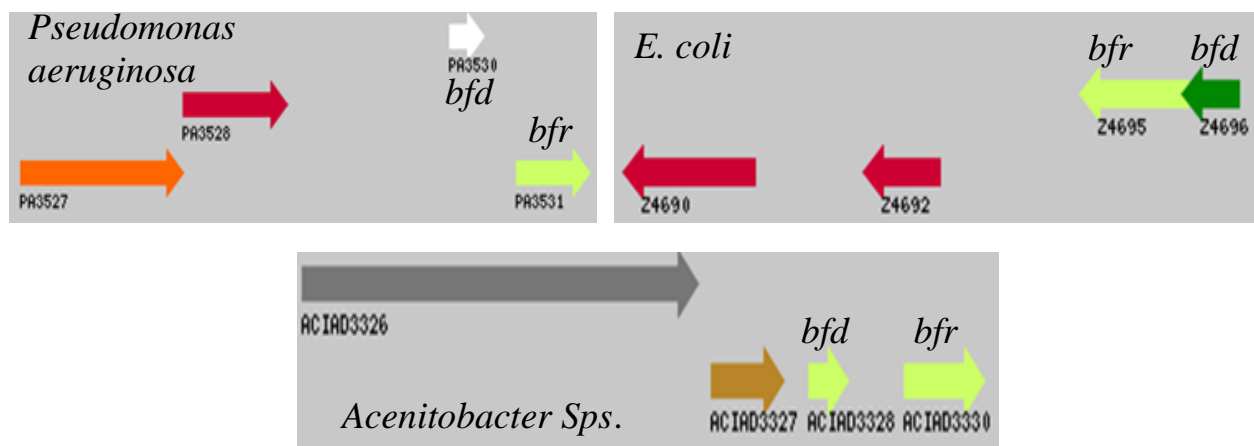 Pseudomonas
aeruginosa
PA3530
bfd
PA3528
bfr
PA3527
PA3531
E. coli
bfr
bfd
Z4695
Z4696
Z4690
Z4692
ACIAD3326
bfd
bfr
Acenitobacter Sps.
ACIAD3327
ACIAD3328
ACIAD3330